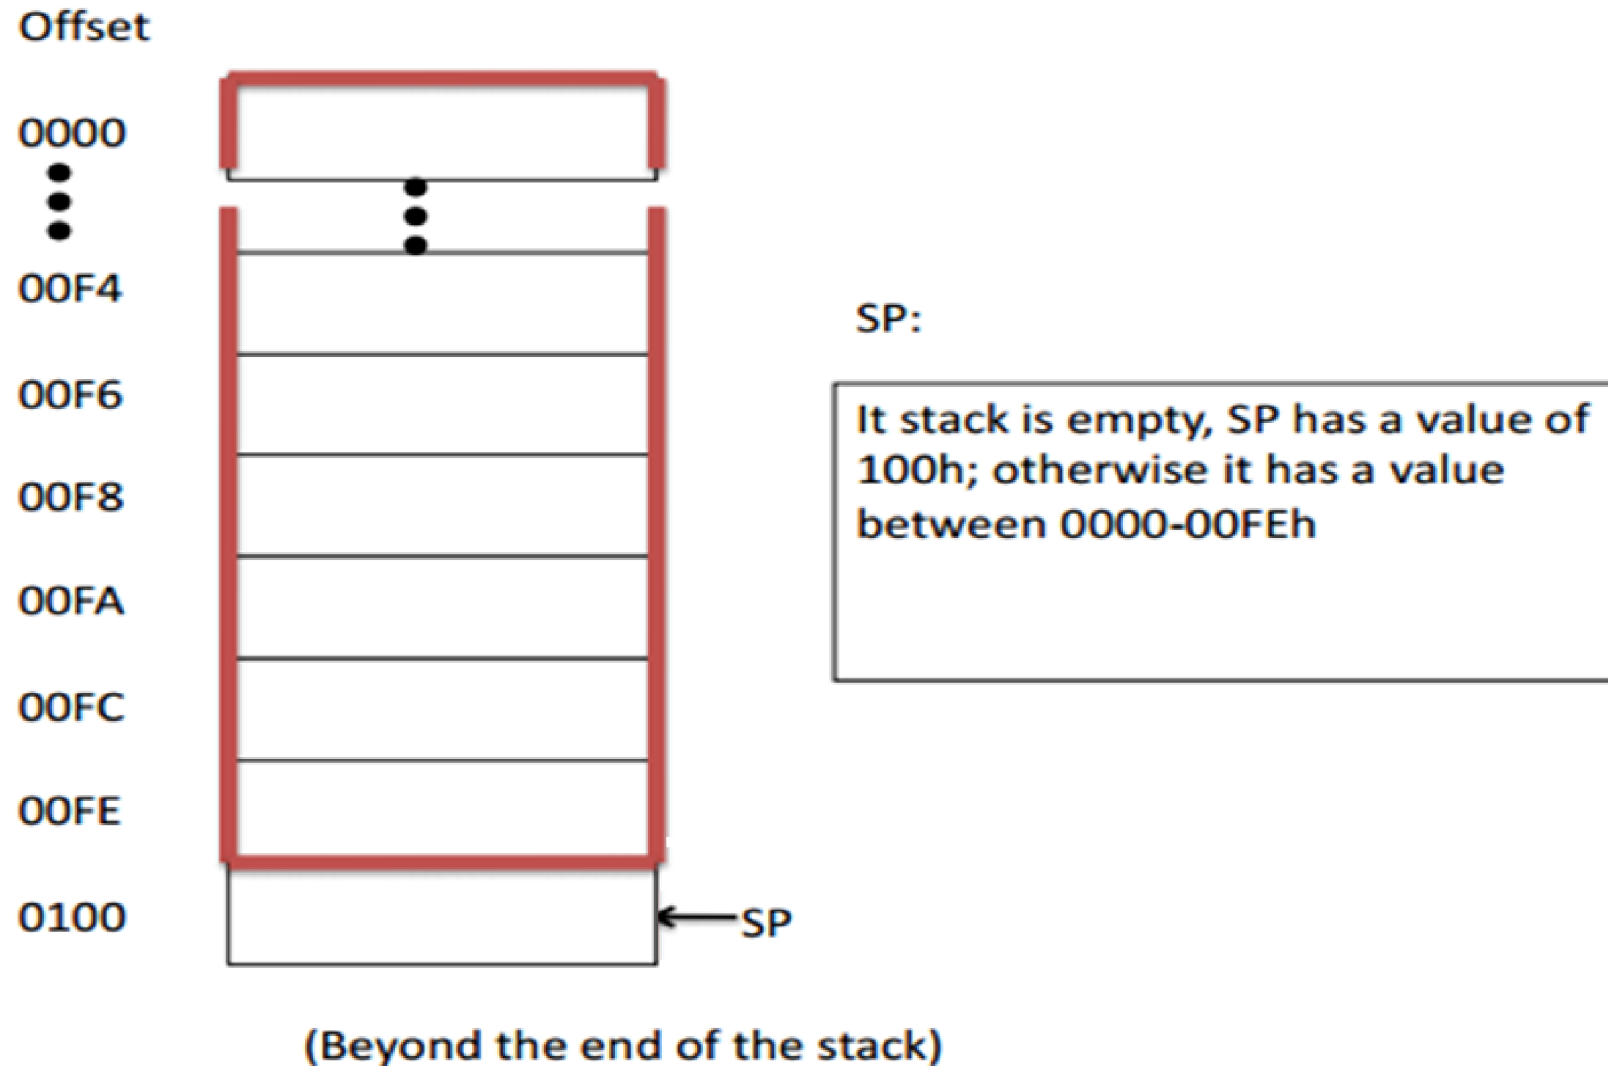 Offset
0000
00F4
SP:
00F6
It stack is empty, SP has a value of
100h; otherwise it has a value
between 0000-00FEh
00F8
00FA
00FC
00FE
0100
SP
(Beyond the end of the stack)